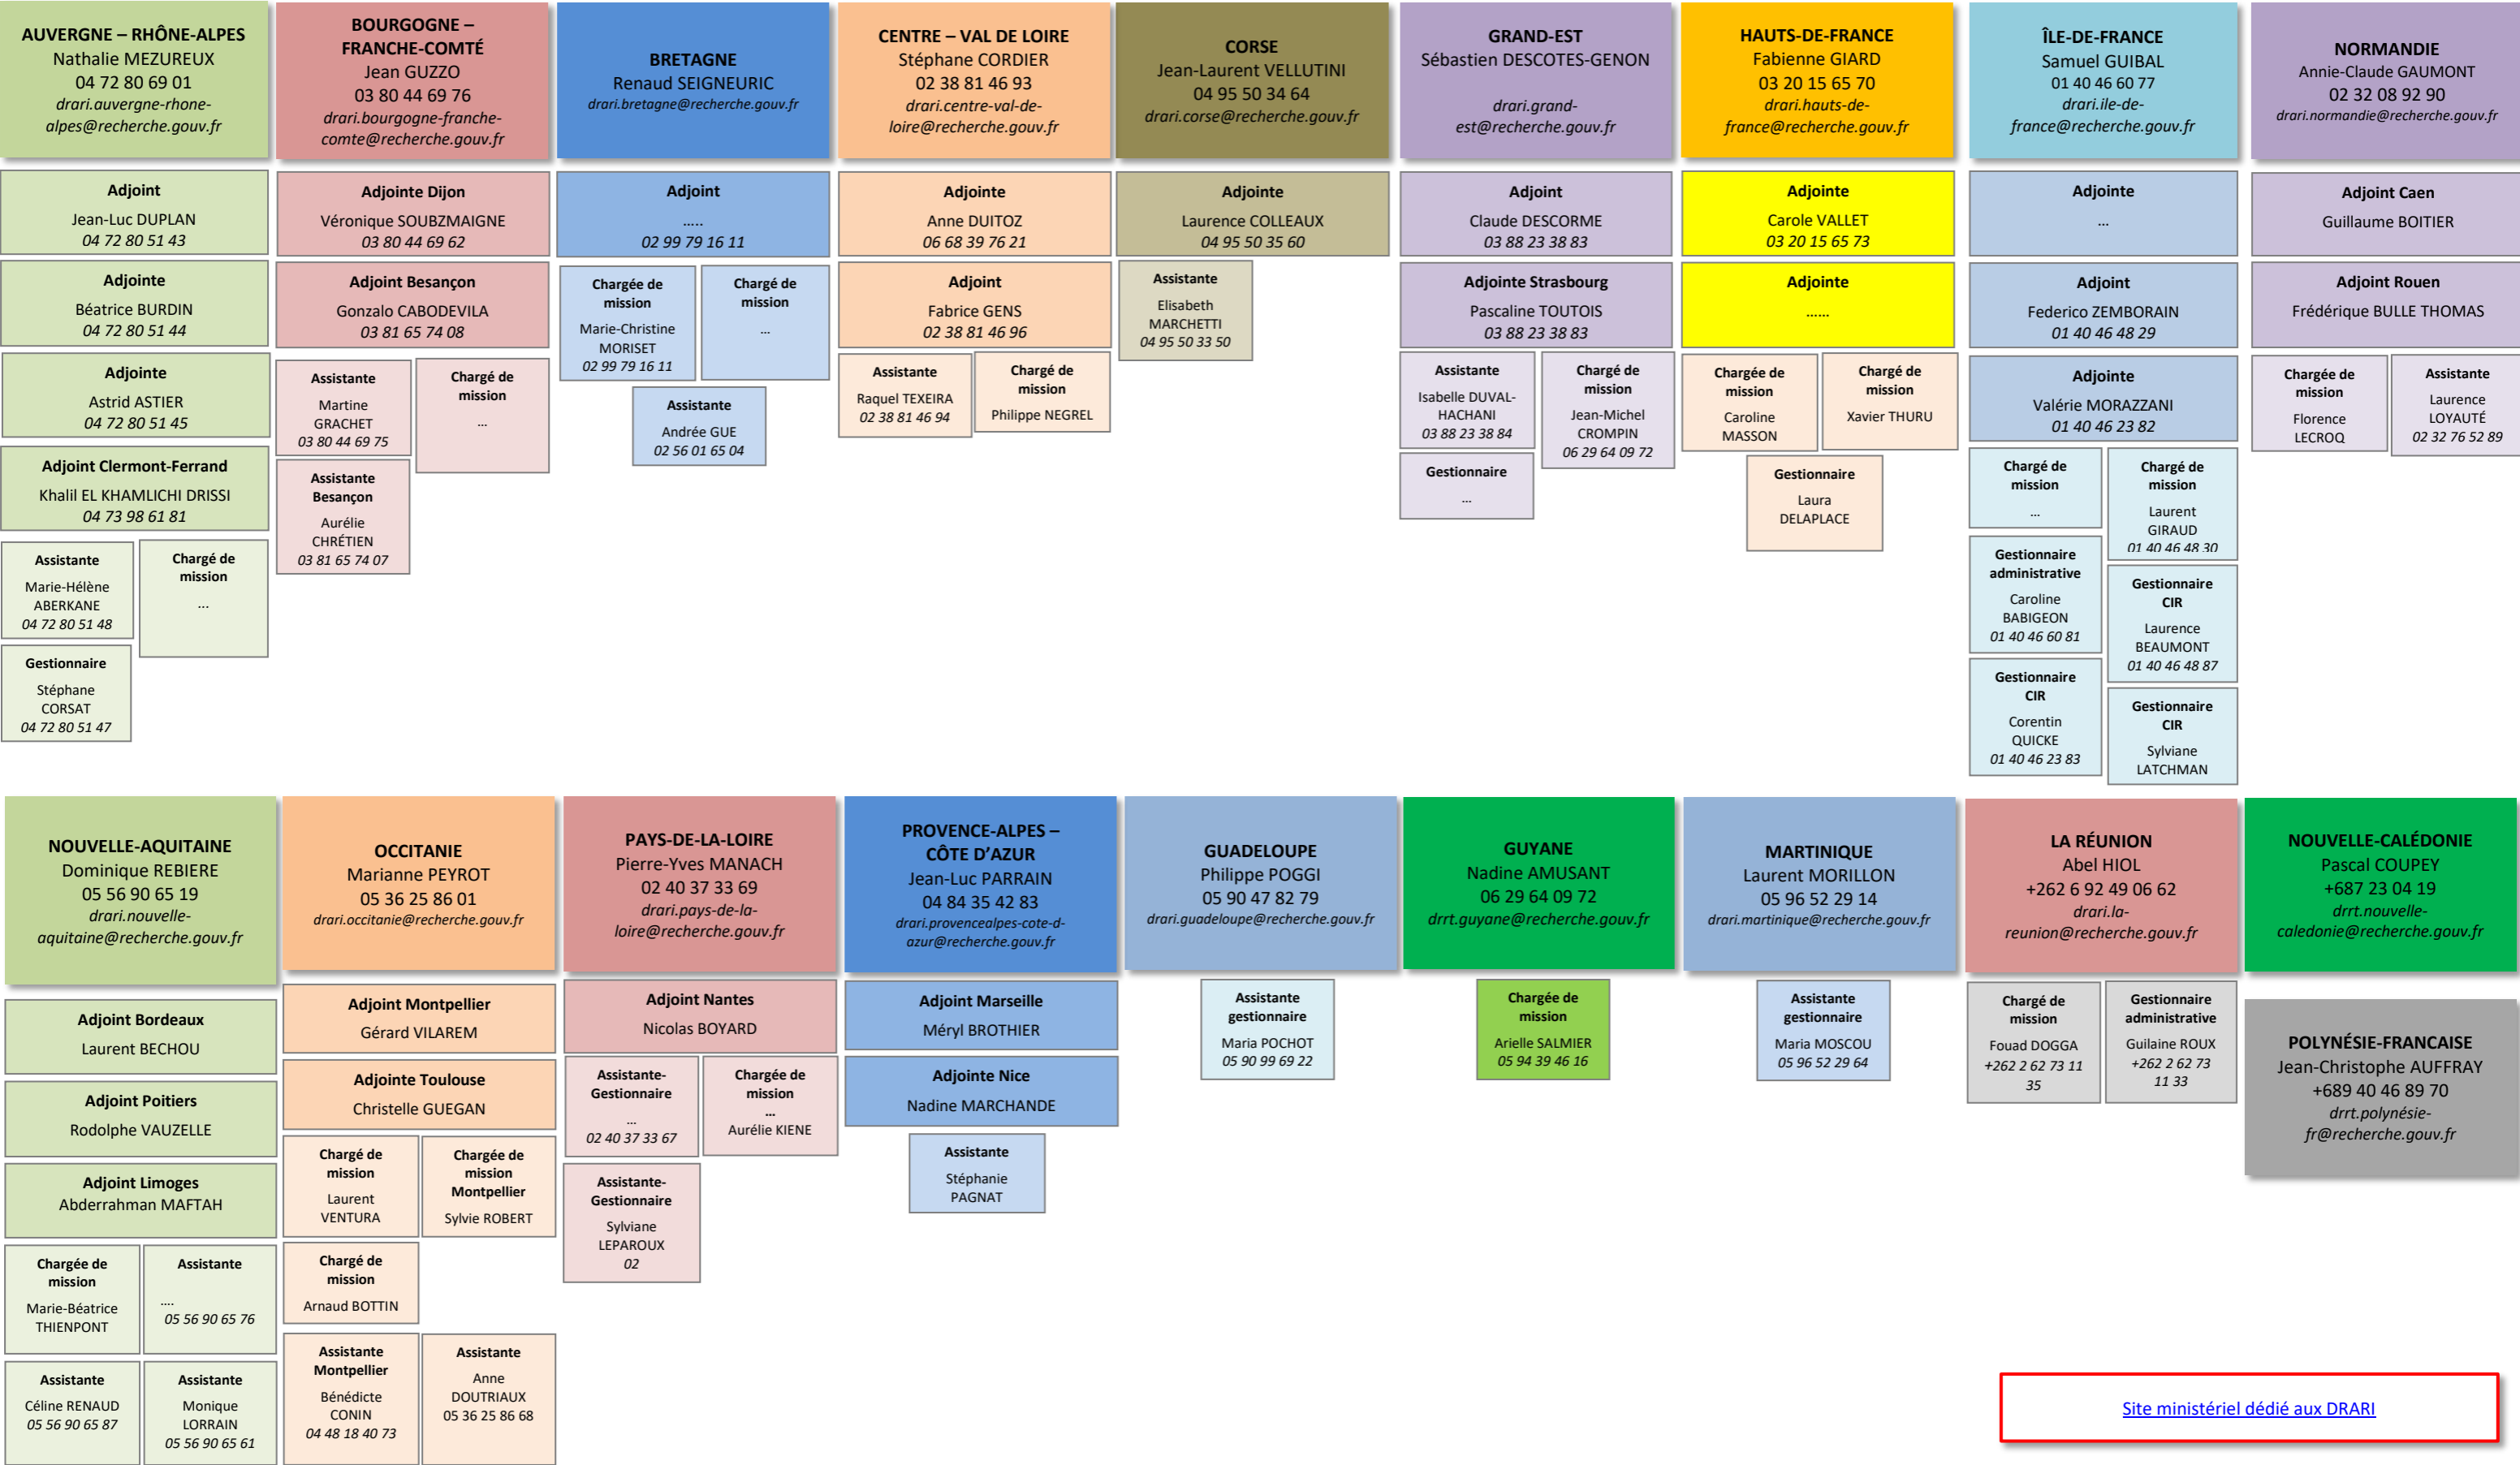 AUVERGNE – RHÔNE-ALPES
Nathalie MEZUREUX
04 72 80 69 01
drari.auvergne-rhone-
alpes@recherche.gouv.fr
Adjoint
Jean-Luc DUPLAN
04 72 80 51 43
Adjointe
Béatrice BURDIN
04 72 80 51 44
Adjointe
Astrid ASTIER
04 72 80 51 45
Adjoint Clermont-Ferrand
Khalil EL KHAMLICHI DRISSI
04 73 98 61 81
Assistante
Marie-Hélène
ABERKANE
04 72 80 51 48
Chargé de
mission
...
Gestionnaire
Stéphane
CORSAT
04 72 80 51 47
BOURGOGNE –
FRANCHE-COMTÉ
Jean GUZZO
03 80 44 69 76
drari.bourgogne-franche-
comte@recherche.gouv.fr
Adjointe Dijon
Véronique SOUBZMAIGNE
03 80 44 69 62
Adjoint Besançon
Gonzalo CABODEVILA
03 81 65 74 08
Assistante
Martine
GRACHET
03 80 44 69 75
Chargé de
mission
...
Assistante
Besançon
Aurélie
CHRÉTIEN
03 81 65 74 07
BRETAGNE
Renaud SEIGNEURIC
drari.bretagne@recherche.gouv.fr
Adjoint
.....
02 99 79 16 11
Chargée de
mission
Marie-Christine
MORISET
02 99 79 16 11
Chargé de
mission
...
Assistante
Andrée GUE
02 56 01 65 04
CENTRE – VAL DE LOIRE
Stéphane CORDIER
02 38 81 46 93
drari.centre-val-de-
loire@recherche.gouv.fr
Adjointe
Anne DUITOZ
06 68 39 76 21
Adjoint
Fabrice GENS
02 38 81 46 96
Assistante
Raquel TEXEIRA
02 38 81 46 94
Chargé de
mission
Philippe NEGREL
CORSE
Jean-Laurent VELLUTINI
04 95 50 34 64
drari.corse@recherche.gouv.fr
Adjointe
Laurence COLLEAUX
04 95 50 35 60
Assistante
Elisabeth
MARCHETTI
04 95 50 33 50
GRAND-EST
Sébastien DESCOTES-GENON
drari.grand-
est@recherche.gouv.fr
Adjoint
Claude DESCORME
03 88 23 38 83
Adjointe Strasbourg
Pascaline TOUTOIS
03 88 23 38 83
Assistante
Isabelle DUVAL-
HACHANI
03 88 23 38 84
Chargé de
mission
Jean-Michel
CROMPIN
06 29 64 09 72
Gestionnaire
...
HAUTS-DE-FRANCE
Fabienne GIARD
03 20 15 65 70
drari.hauts-de-
france@recherche.gouv.fr
Adjointe
Carole VALLET
03 20 15 65 73
Adjointe
......
Chargée de
mission
Caroline
MASSON
Chargé de
mission
Xavier THURU
Gestionnaire
Laura
DELAPLACE
ÎLE-DE-FRANCE
Samuel GUIBAL
01 40 46 60 77
drari.ile-de-
france@recherche.gouv.fr
Adjointe
...
Adjoint
Federico ZEMBORAIN
01 40 46 48 29
Adjointe
Valérie MORAZZANI
01 40 46 23 82
Chargé de
mission
...
Chargé de
mission
Laurent
GIRAUD
01 40 46 48 30
Gestionnaire
administrative
Caroline
BABIGEON
01 40 46 60 81
Gestionnaire
CIR
Laurence
BEAUMONT
01 40 46 48 87
Gestionnaire
CIR
Corentin
QUICKE
01 40 46 23 83
Gestionnaire
CIR
Sylviane
LATCHMAN
NORMANDIE
Annie-Claude GAUMONT
02 32 08 92 90
drari.normandie@recherche.gouv.fr
Adjoint Caen
Guillaume BOITIER
Adjoint Rouen
Frédérique BULLE THOMAS
Chargée de
mission
Florence
LECROQ
Assistante
Laurence
LOYAUTÉ
02 32 76 52 89
NOUVELLE-AQUITAINE
Dominique REBIERE
05 56 90 65 19
drari.nouvelle-
aquitaine@recherche.gouv.fr
Adjoint Bordeaux
Laurent BECHOU
Adjoint Poitiers
Rodolphe VAUZELLE
Adjoint Limoges
Abderrahman MAFTAH
Chargée de
mission
Marie-Béatrice
THIENPONT
Assistante
....
05 56 90 65 76
Assistante
Céline RENAUD
05 56 90 65 87
Assistante
Monique
LORRAIN
05 56 90 65 61
OCCITANIE
Marianne PEYROT
05 36 25 86 01
drari.occitanie@recherche.gouv.fr
Adjoint Montpellier
Gérard VILAREM
Adjointe Toulouse
Christelle GUEGAN
Chargé de
mission
Laurent
VENTURA
Chargée de
mission
Montpellier
Sylvie ROBERT
Chargé de
mission
Arnaud BOTTIN
Assistante
Montpellier
Bénédicte
CONIN
04 48 18 40 73
Assistante
Anne
DOUTRIAUX
05 36 25 86 68
PAYS-DE-LA-LOIRE
Pierre-Yves MANACH
02 40 37 33 69
drari.pays-de-la-
loire@recherche.gouv.fr
Adjoint Nantes
Nicolas BOYARD
Assistante-
Gestionnaire
...
02 40 37 33 67
Chargée de
mission
...
Aurélie KIENE
Assistante-
Gestionnaire
Sylviane
LEPAROUX
02
PROVENCE-ALPES –
CÔTE D’AZUR
Jean-Luc PARRAIN
04 84 35 42 83
drari.provencealpes-cote-d-
azur@recherche.gouv.fr
Adjoint Marseille
Méryl BROTHIER
Adjointe Nice
Nadine MARCHANDE
Assistante
Stéphanie
PAGNAT
GUADELOUPE
Philippe POGGI
05 90 47 82 79
drari.guadeloupe@recherche.gouv.fr
Assistante
gestionnaire
Maria POCHOT
05 90 99 69 22
GUYANE
Nadine AMUSANT
06 29 64 09 72
drrt.guyane@recherche.gouv.fr
Chargée de
mission
Arielle SALMIER
05 94 39 46 16
MARTINIQUE
Laurent MORILLON
05 96 52 29 14
drari.martinique@recherche.gouv.fr
Assistante
gestionnaire
Maria MOSCOU
05 96 52 29 64
LA RÉUNION
Abel HIOL
+262 6 92 49 06 62
drari.la-
reunion@recherche.gouv.fr
Chargé de
mission
Fouad DOGGA
+262 2 62 73 11
35
Gestionnaire
administrative
Guilaine ROUX
+262 2 62 73
11 33
NOUVELLE-CALÉDONIE
Pascal COUPEY
+687 23 04 19
drrt.nouvelle-
caledonie@recherche.gouv.fr
POLYNÉSIE-FRANCAISE
Jean-Christophe AUFFRAY
+689 40 46 89 70
drrt.polynésie-
fr@recherche.gouv.fr
Site ministériel dédié aux DRARI